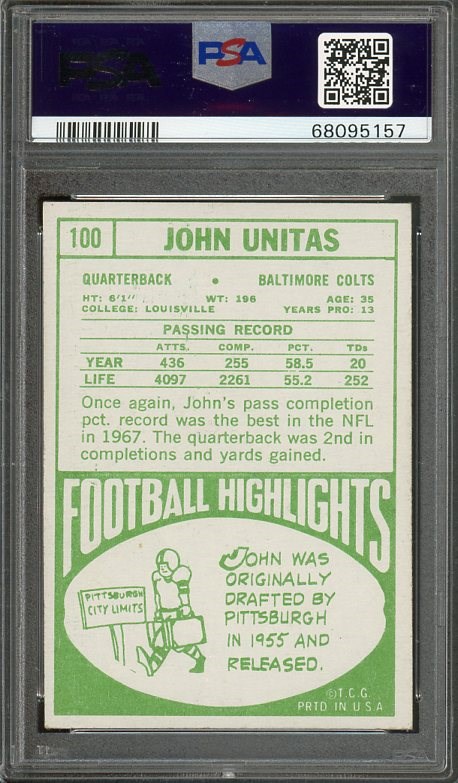 PSA
PSA
68095157
100 JOHN UNITAS
QUARTERBACK • BALTIMORE COLTS
HT: 6'1" WT: 196 AGE: 35
COLLEGE: LOUISVILLE YEARS PRO: 13
PASSING RECORD
ATTS. COMP. PCT. TDs
YEAR 436 255 58.5 20
LIFE 4097 2261 55.2 252
Once again, John's pass completion
pct. record was the best in the NFL
in 1967. The quarterback was 2nd in
completions and yards gained.
FOOTBALL HIGHLIGHTS
PITTSBURGH
CITY LIMITS
JOHN WAS
ORIGINALLY
DRAFTED BY
PITTSBURGH
IN 1955 AND
RELEASED.
©T.C.G.
PRTD IN U.S.A